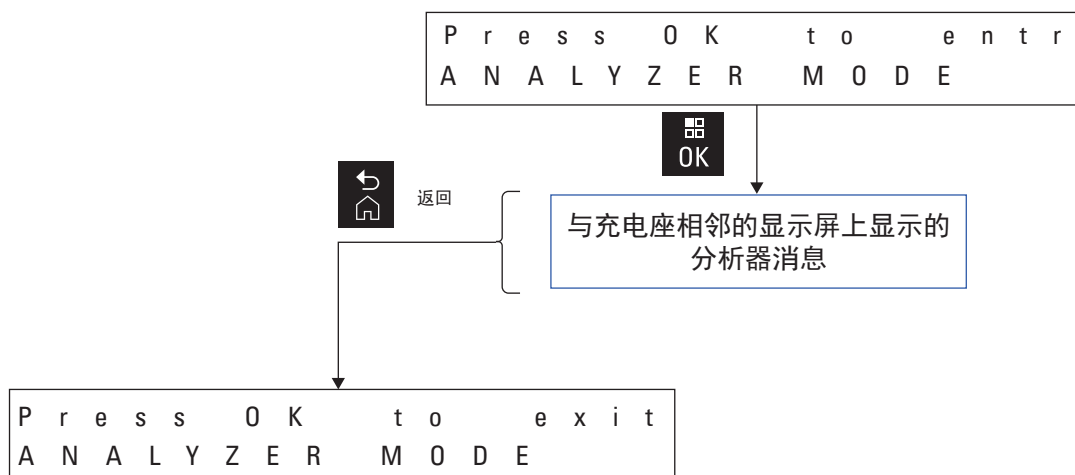 Press OK to entr
ANALYZER MODE
OK
返回
与充电座相邻的显示屏上显示的
分析器消息
Press OK to exit
ANALYZER MODE